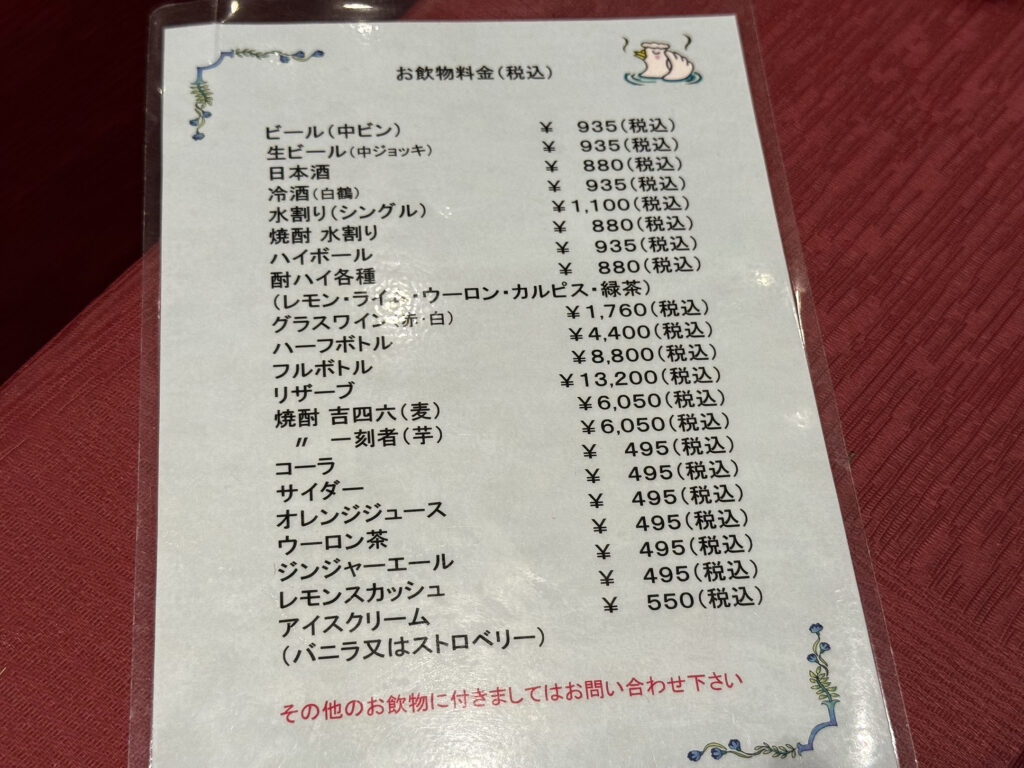 お飲物料金(税込)
ビール(中ビン) ¥ 935(税込)
生ビール(中ジョッキ) ¥ 935(税込)
日本酒 ¥ 880(税込)
冷酒(白鶴) ¥ 935(税込)
水割り(シングル) ¥1,100(税込)
焼酎 水割り ¥ 880(税込)
ハイボール ¥ 935(税込)
酎ハイ各種 ¥ 880(税込)
(レモン・ライム・ウーロン・カルピス・緑茶)
グラスワイン(赤・白) ¥1,760(税込)
ハーフボトル ¥4,400(税込)
フルボトル ¥8,800(税込)
リザーブ ¥13,200(税込)
焼酎 吉四六(麦) ¥6,050(税込)
〃 一刻者(芋) ¥6,050(税込)
コーラ ¥ 495(税込)
サイダー ¥ 495(税込)
オレンジジュース ¥ 495(税込)
ウーロン茶 ¥ 495(税込)
ジンジャーエール ¥ 495(税込)
レモンスカッシュ ¥ 495(税込)
アイスクリーム ¥ 550(税込)
(バニラ又はストロベリー)
その他のお飲物に付きましてはお問い合わせ下さい